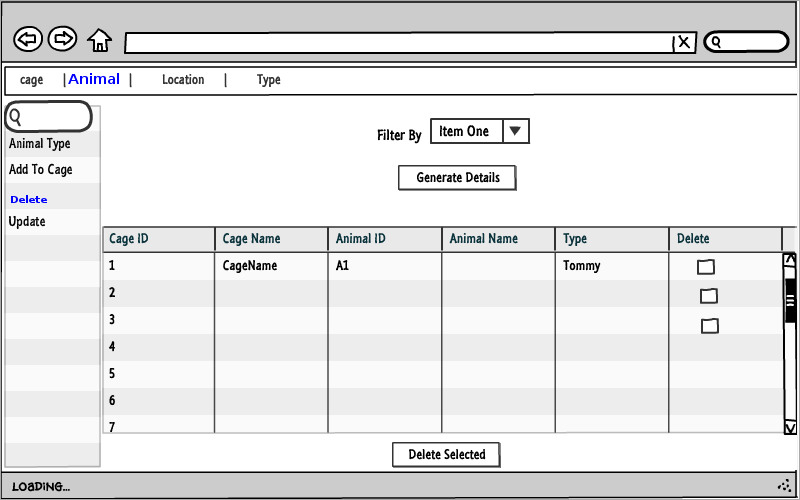 cage | Animal | Location | Type
Animal Type
Add To Cage
Delete
Update
Filter By Item One
Generate Details
Cage ID Cage Name Animal ID Animal Name Type Delete
1 CageName A1 Tommy
2
3
4
5
6
7
Delete Selected
LOADING...